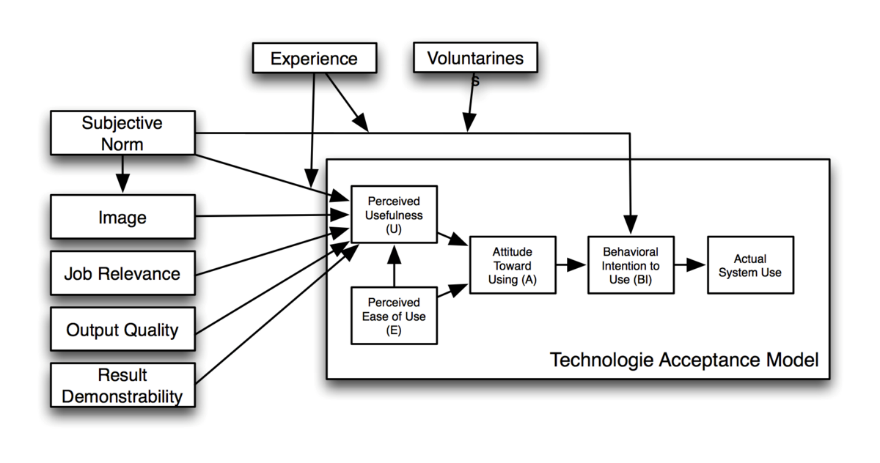 Experience
Voluntarines
s
Subjective
Norm
Image
Job Relevance
Output Quality
Result
Demonstrability
Perceived
Usefulness
(U)
Perceived
Ease of Use
(E)
Attitude
Toward
Using (A)
Behavioral
Intention to
Use (BI)
Actual
System Use
Technologie Acceptance Model